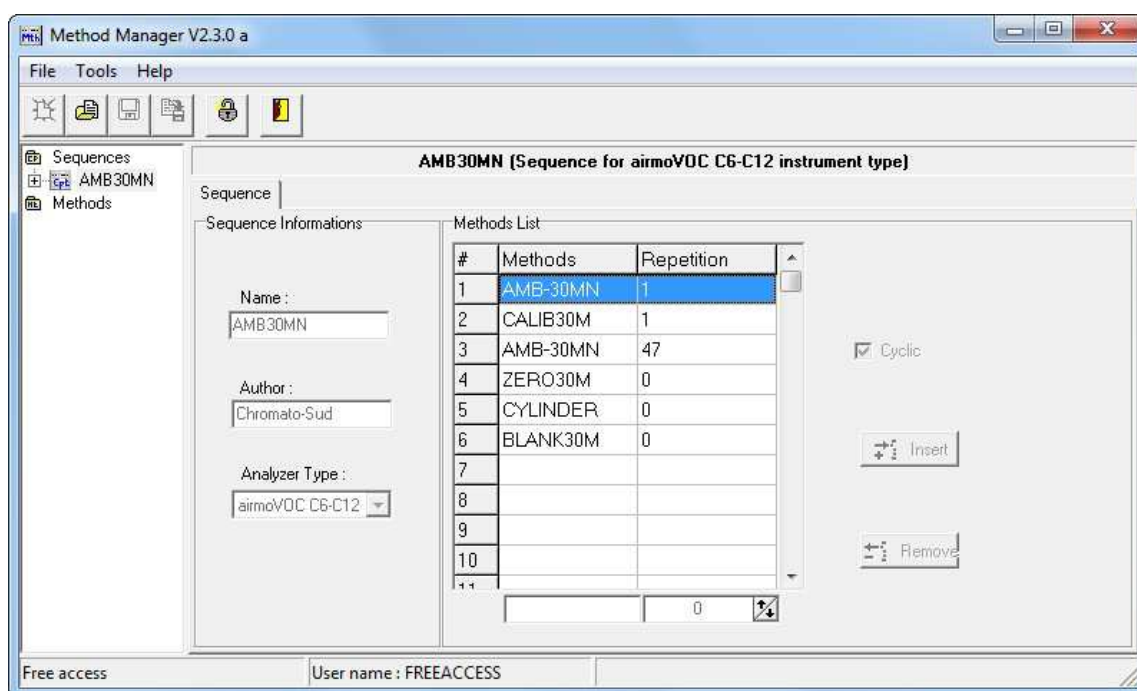 Method Manager V2.3.0 a
File Tools Help
Sequences
AMB30MN
Methods
AMB30MN (Sequence for airmoVOC C6-C12 instrument type)
Sequence
Sequence Informations
Name :
AMB30MN
Author :
Chromato-Sud
Analyzer Type :
airmoVOC C6-C12
Methods List
# Methods Repetition
1 AMB-30MN 1
2 CALIB30M 1
3 AMB-30MN 47
4 ZERO30M 0
5 CYLINDER 0
6 BLANK30M 0
7
8
9
10
11
0
Cyclic
Insert
Remove
Free access User name : FREEACCESS